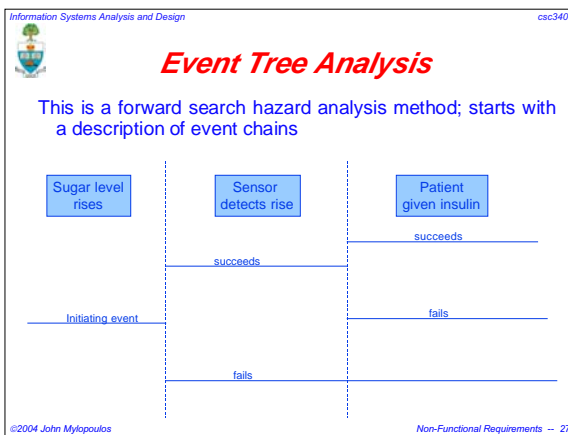 Information Systems Analysis and Design csc340
Event Tree Analysis
This is a forward search hazard analysis method; starts with
a description of event chains
Sugar level
rises
Sensor
detects rise
Patient
given insulin
succeeds
succeeds
Initiating event
fails
fails
©2004 John Mylopoulos Non-Functional Requirements -- 27